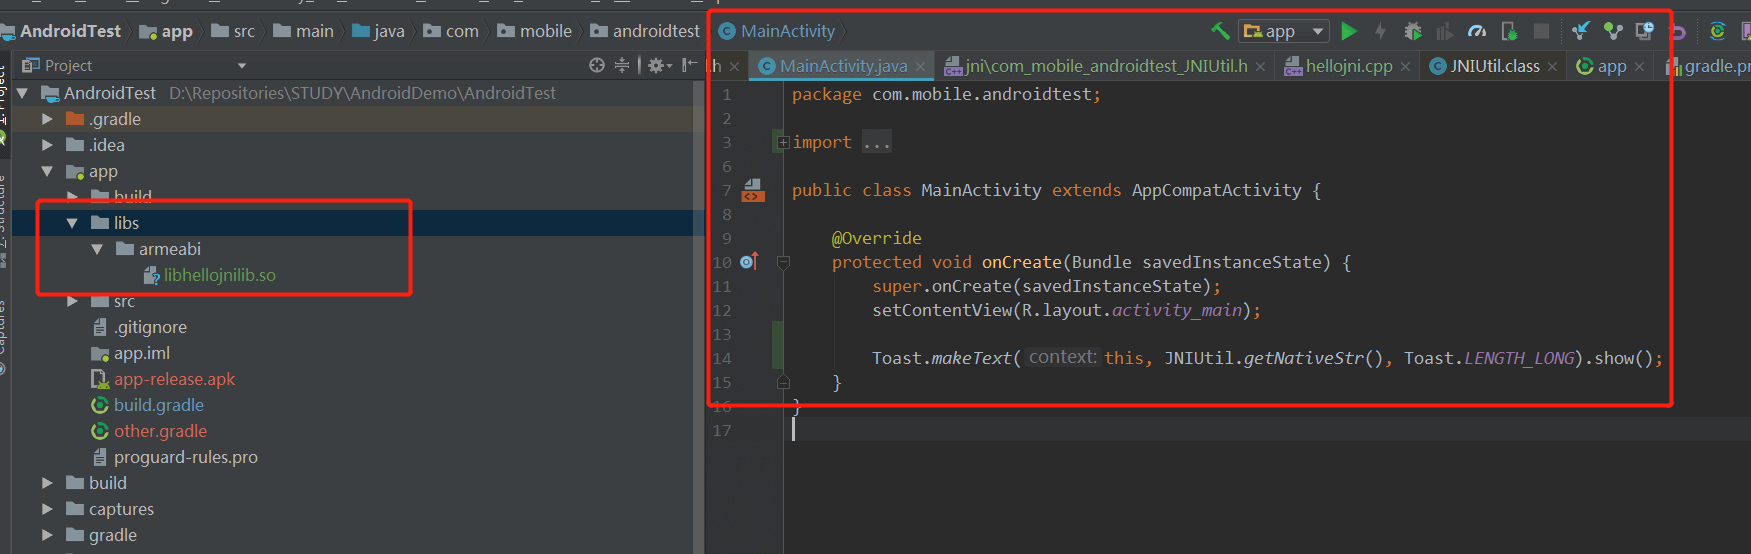 AndroidTest app src main java com mobile androidtest MainActivity app
Project
.h MainActivity.java jni\com_mobile_androidtest_JNIUtil.h hellojni.cpp JNIUtil.class app gradle.pr
AndroidTest D:\Repositories\STUDY\AndroidDemo\AndroidTest
.gradle
.idea
app
build
libs
armeabi
libhellojnilib.so
src
.gitignore
app.iml
app-release.apk
build.gradle
other.gradle
proguard-rules.pro
build
captures
gradle
1 package com.mobile.androidtest;
2
3 import ...
6
7 public class MainActivity extends AppCompatActivity {
8
9 @Override
10 protected void onCreate(Bundle savedInstanceState) {
11 super.onCreate(savedInstanceState);
12 setContentView(R.layout.activity_main);
13
14 Toast.makeText( context: this, JNIUtil.getNativeStr(), Toast.LENGTH_LONG).show();
15 }
16 }
17